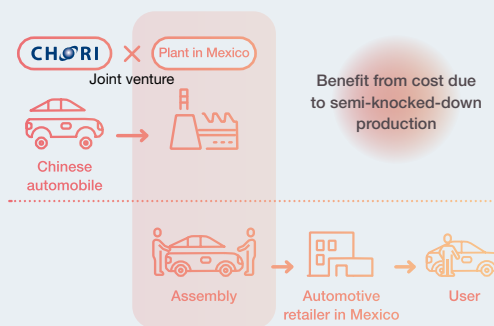 CHORI
Plant in Mexico
Joint venture
Benefit from cost due
to semi-knocked-down
production
Chinese
automobile
Assembly
Automotive
retailer in Mexico
User